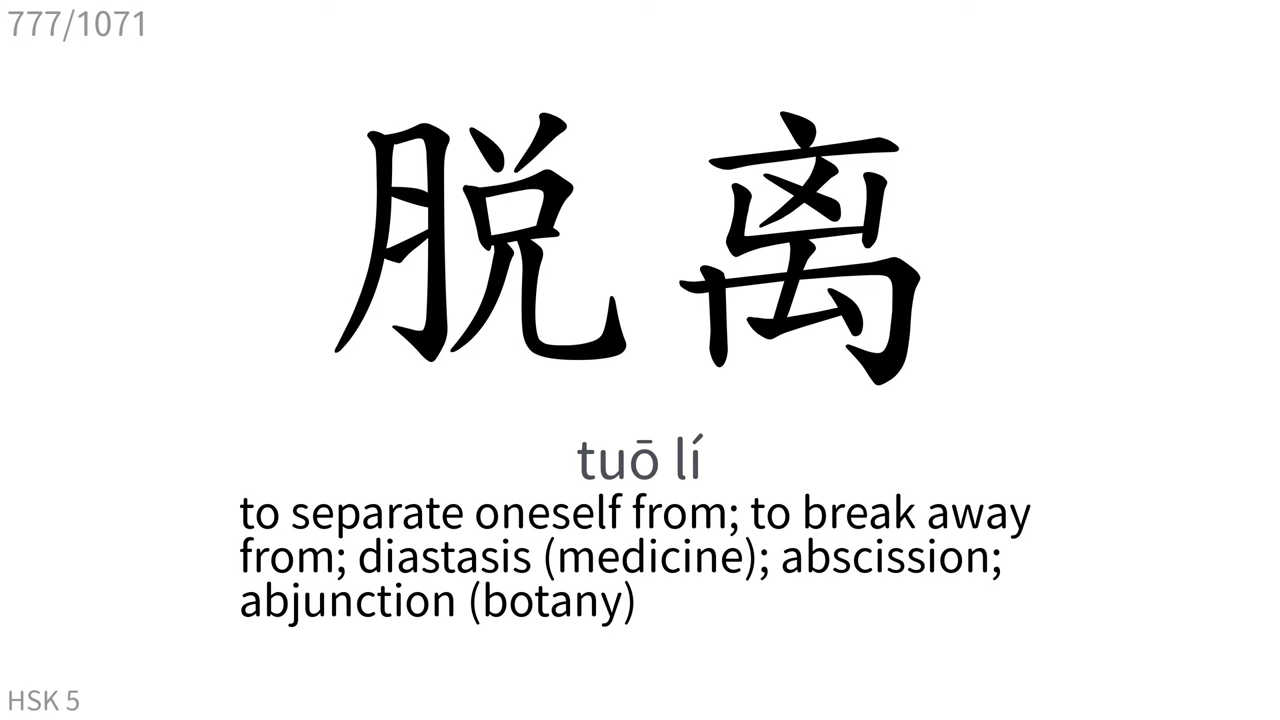 777/1071
脱离
tuō lí
to separate oneself from; to break away
from; diastasis (medicine); abscission;
abjunction (botany)
HSK 5